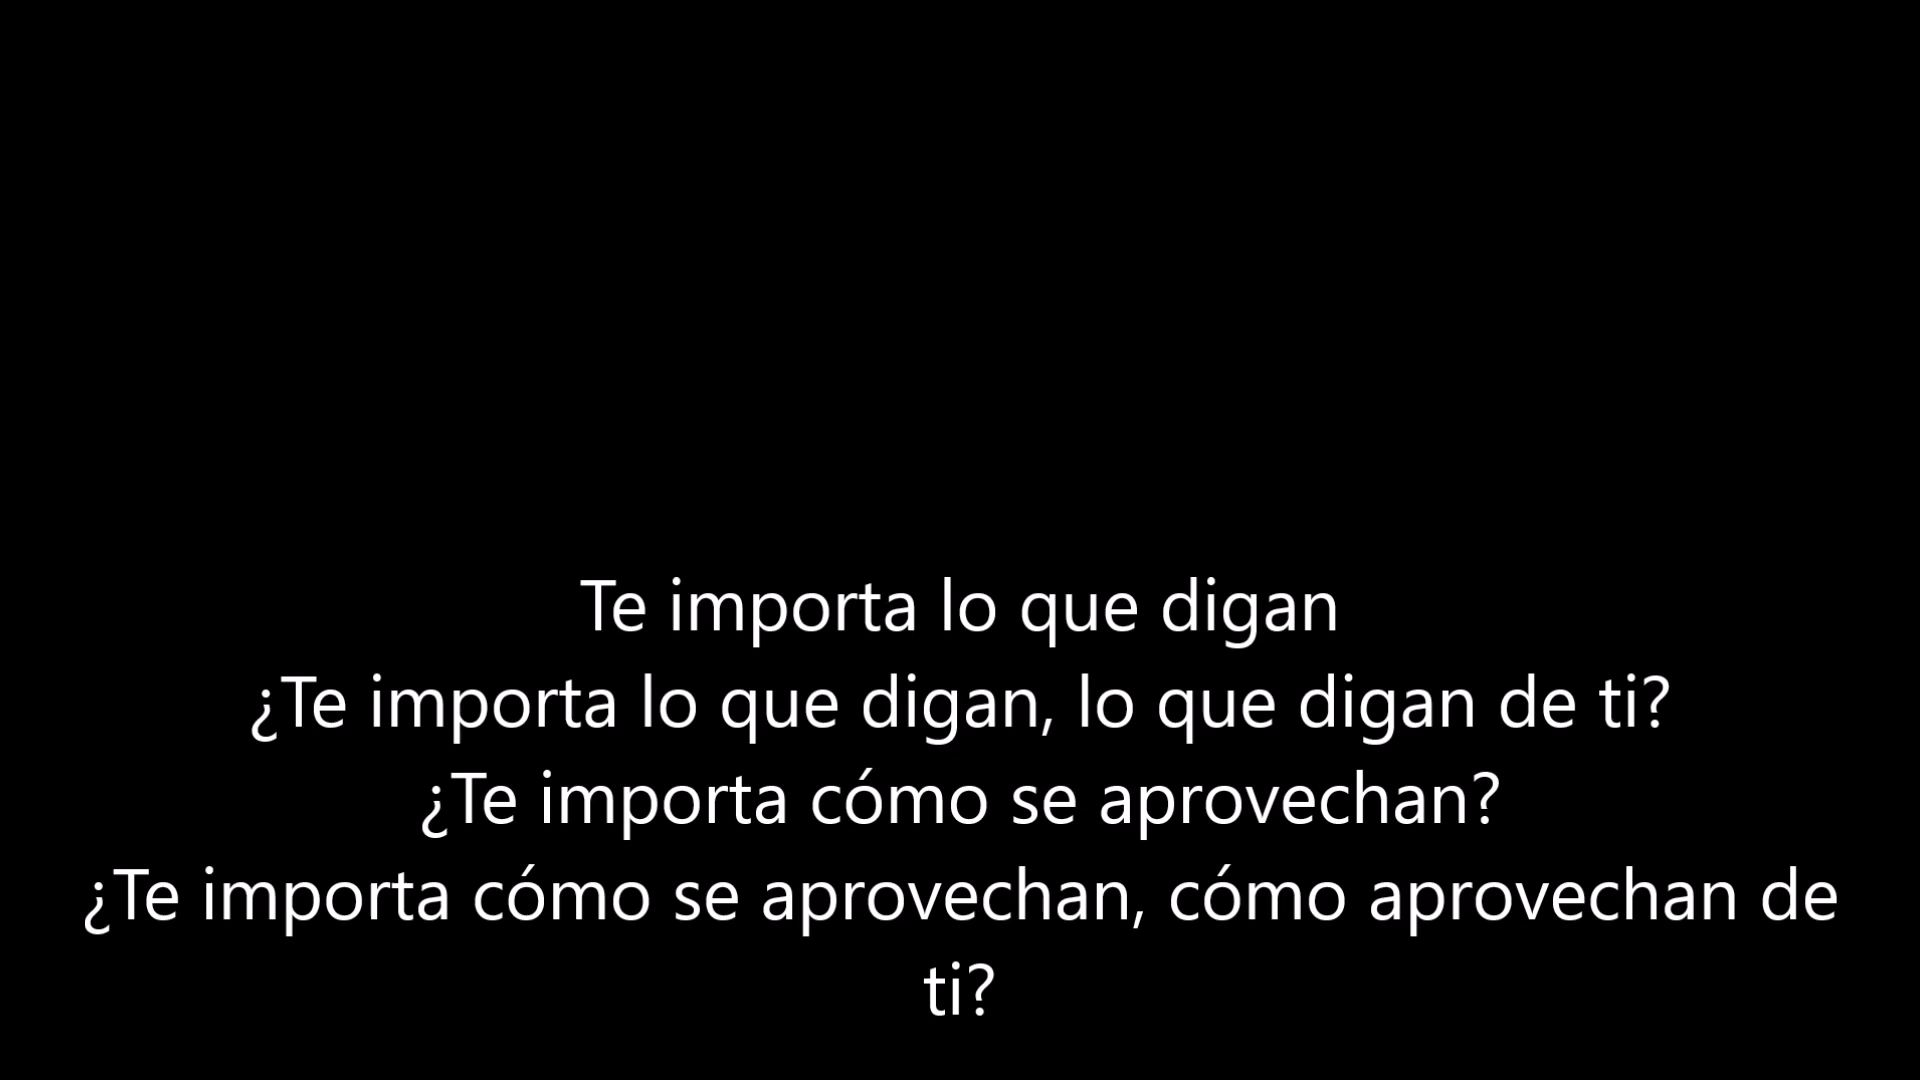 Te importa lo que digan
¿Te importa lo que digan, lo que digan de ti?
¿Te importa cómo se aprovechan?
¿Te importa cómo se aprovechan, cómo aprovechan de
ti?